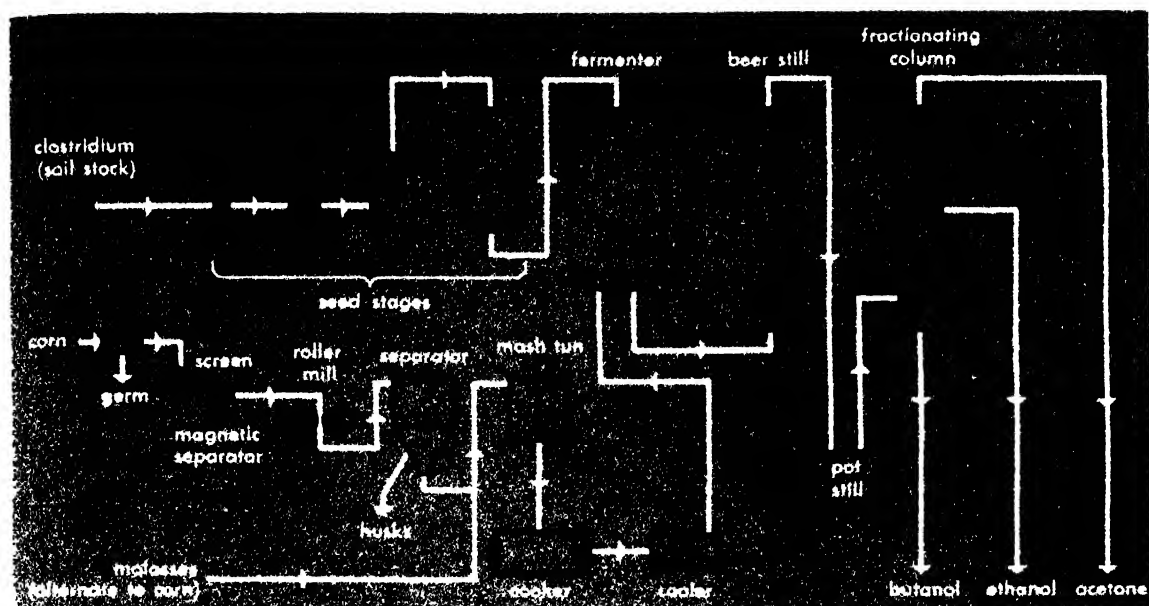 fractionating
column
fermenter
beer still
clostridium
(soil stock)
seed stages
corn
screen
roller
mill
separator
mash tun
germ
magnetic
separator
pot
still
husks
molasses
(alternate to corn)
cooker
cooler
butanol
ethanol
acetone